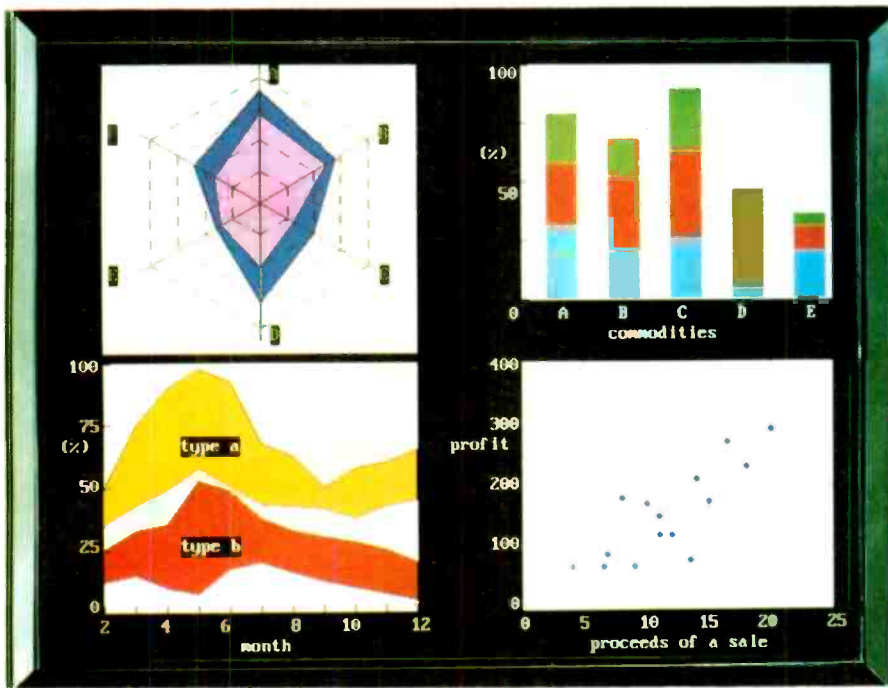 A
100
(%)
50
0
A B C D E
commodities
D
100
75
(%)
50
25
0
type a
type b
2 4 6 8 10 12
month
400
300
profit
200
100
0
0 5 10 15 20 25
proceeds of a sale